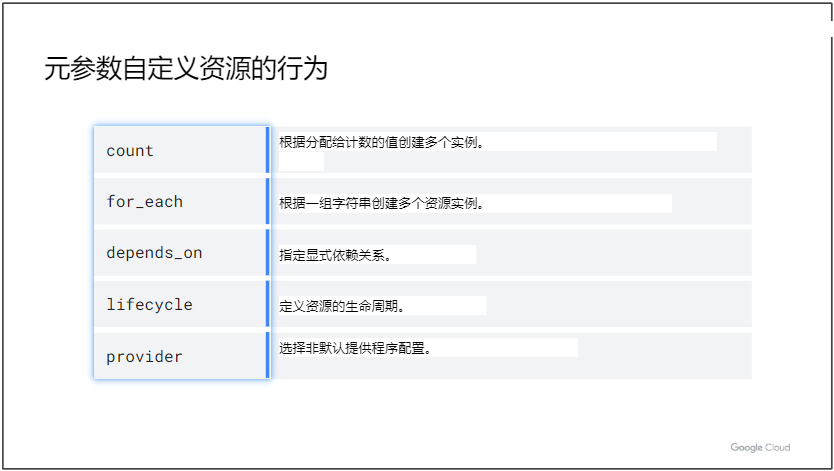 元参数自定义资源的行为
count
根据分配给计数的值创建多个实例。
for_each
根据一组字符串创建多个资源实例。
depends_on
指定显式依赖关系。
lifecycle
定义资源的生命周期。
provider
选择非默认提供程序配置。
Google Cloud